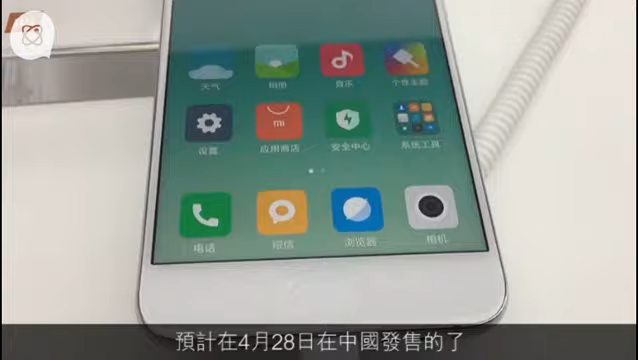 天气
相册
音乐
个性主题
设置
mi
应用商店
安全中心
系统工具
电话
短信
浏览器
相机
預計在4月28日在中國發售的了